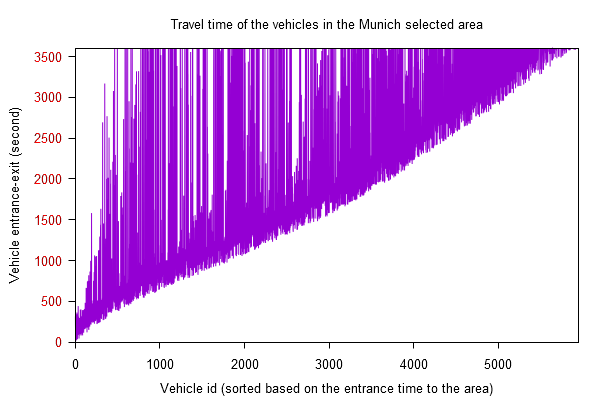 Travel time of the vehicles in the Munich selected area
3500
3000
2500
2000
1500
1000
500
0
Vehicle entrance-exit (second)
0 1000 2000 3000 4000 5000
Vehicle id (sorted based on the entrance time to the area)